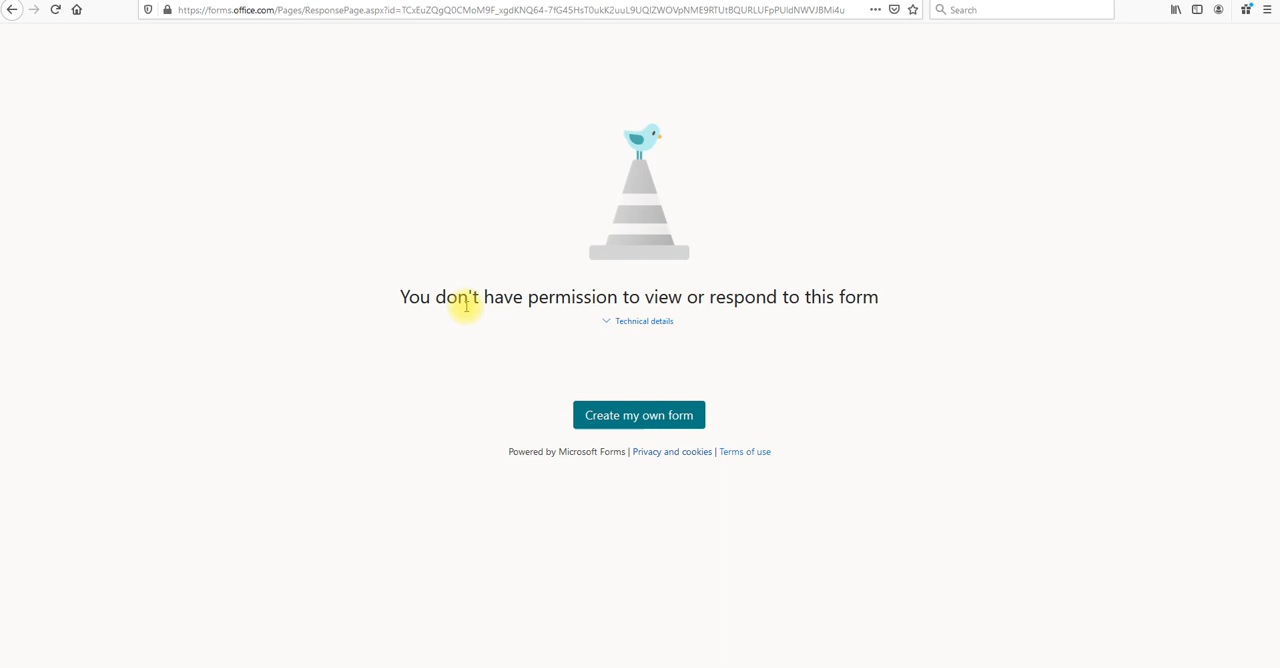 https://forms.office.com/Pages/ResponsePage.aspx?id=TCxEuZQgQ0CMoM9F_xgdKNQ64-7fG45HsT0ukK2uuL9UQlZWOVpNME9RTUtBQURLUFpPUldNWVJBMi4u
Search
You don't have permission to view or respond to this form
Technical details
Create my own form
Powered by Microsoft Forms | Privacy and cookies | Terms of use